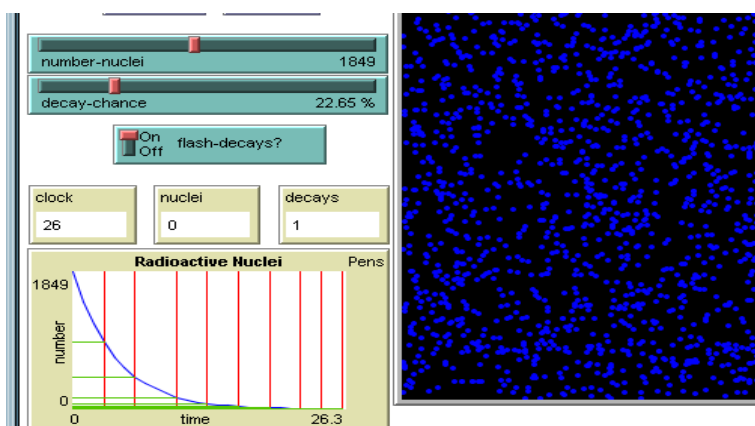 number-nuclei 1849
decay-chance 22.65 %
On
Off
flash-decays?
clock nuclei decays
26 0 1
Radioactive Nuclei Pens
1849
number
0
0 time 26.3